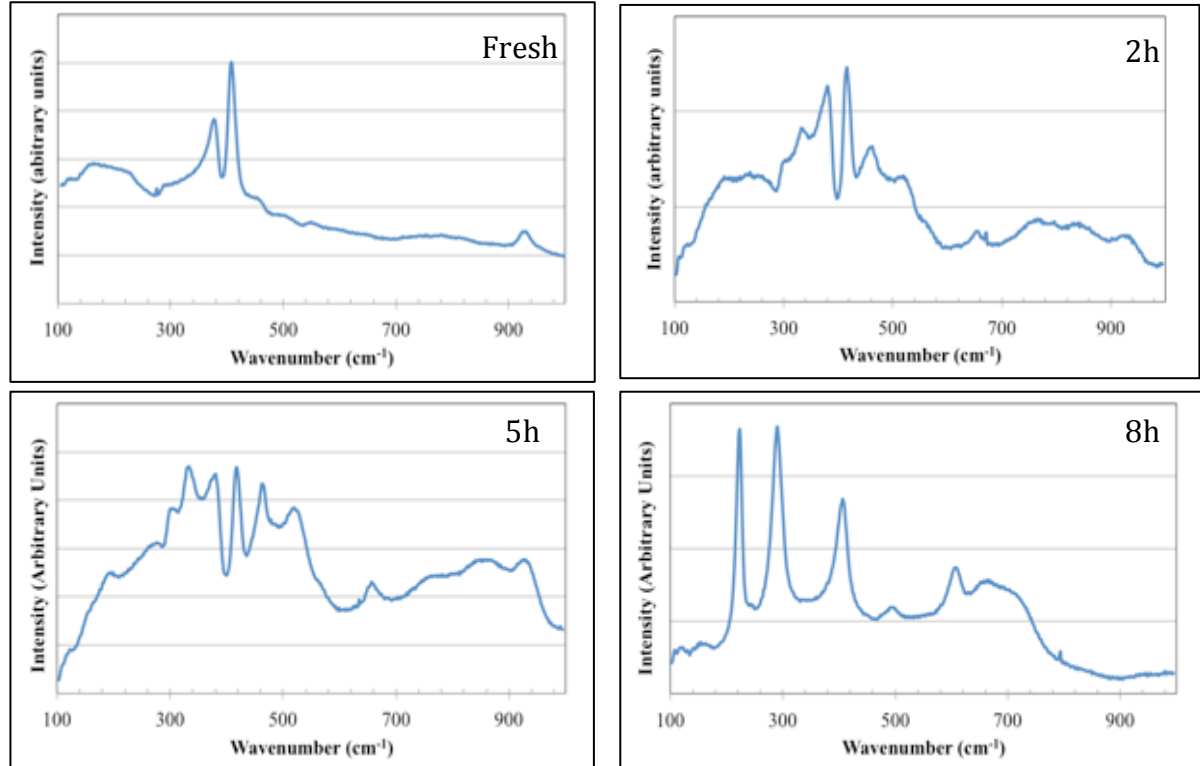 Fresh
Intensity (abitrary units)
100 300 500 700 900
Wavenumber (cm-1)
2h
Intensity (arbitrary units)
100 300 500 700 900
Wavenumber (cm-1)
5h
Intensity (Arbitrary Units)
100 300 500 700 900
Wavenumber (cm-1)
8h
Intensity (Arbitrary Units)
100 300 500 700 900
Wavenumber (cm-1)